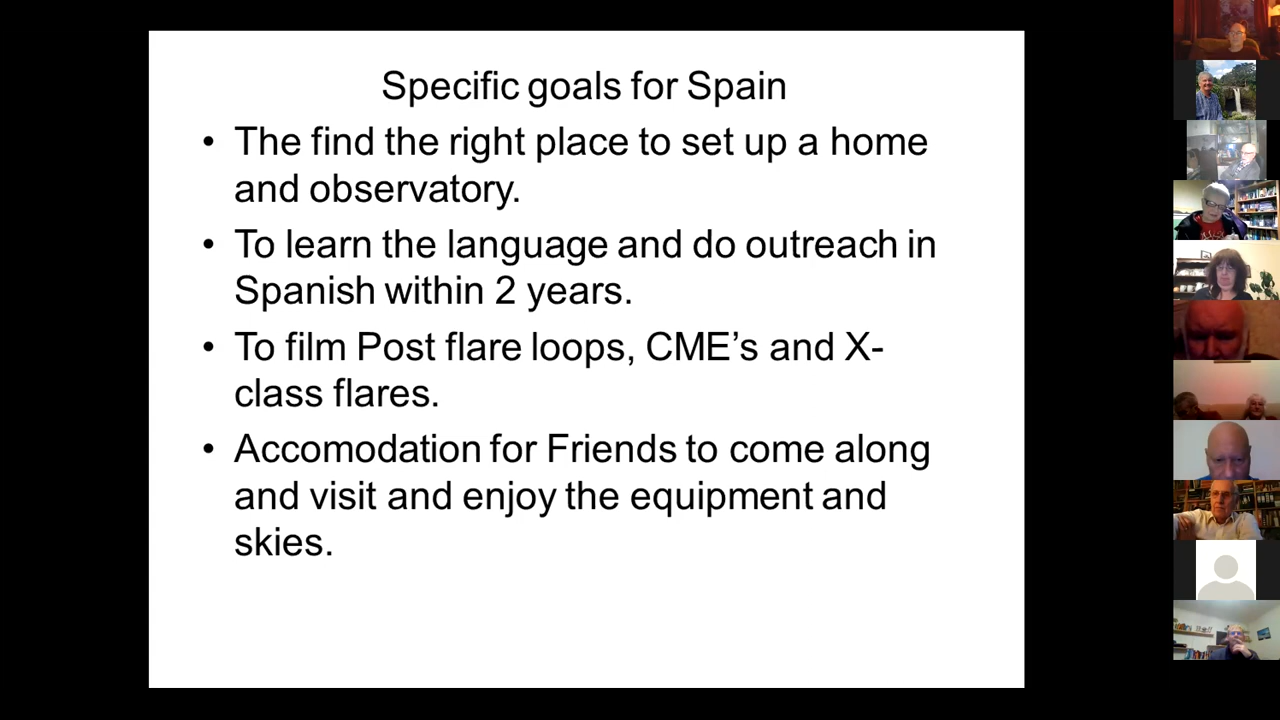 Specific goals for Spain
• The find the right place to set up a home
and observatory.
• To learn the language and do outreach in
Spanish within 2 years.
• To film Post flare loops, CME’s and X-
class flares.
• Accomodation for Friends to come along
and visit and enjoy the equipment and
skies.